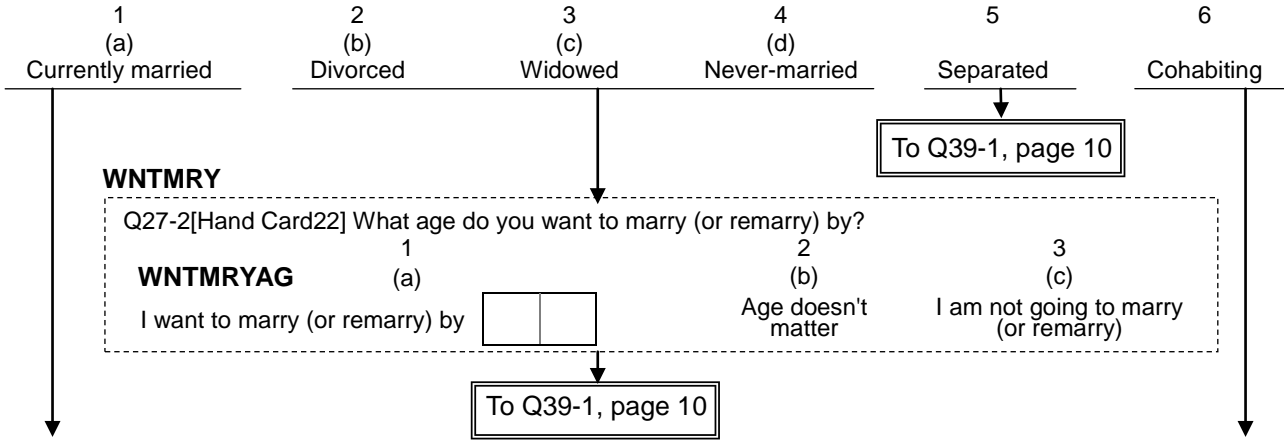 1 2 3 4 5 6
(a) (b) (c) (d)
Currently married Divorced Widowed Never-married Separated Cohabiting
To Q39-1, page 10
WNTMRY
Q27-2[Hand Card22] What age do you want to marry (or remarry) by?
1 2 3
WNTMRYAG (a) (b) (c)
I want to marry (or remarry) by
Age doesn't
matter
I am not going to marry
(or remarry)
To Q39-1, page 10